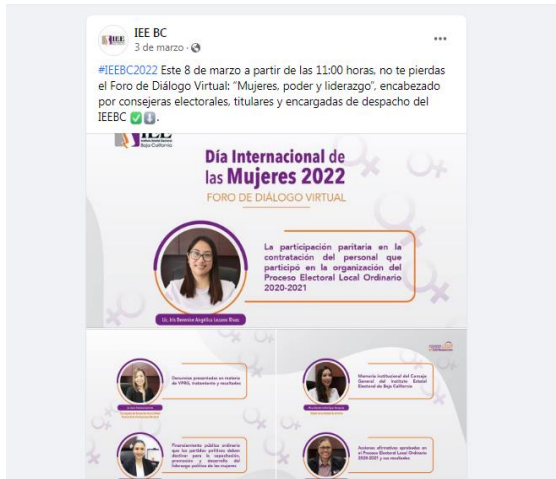 IEE BC
3 de marzo
#IEEBC2022 Este 8 de marzo a partir de las 11:00 horas, no te pierdas
el Foro de Diálogo Virtual: “Mujeres, poder y liderazgo”, encabezado
por consejeras electorales, titulares y encargadas de despacho del
IEEBC ✅⬇️.
IEE
Baja California
Día Internacional de
las Mujeres 2022
FORO DE DIÁLOGO VIRTUAL
La participación paritaria en la
contratación del personal que
participó en la organización del
Proceso Electoral Local Ordinario
2020-2021
Lic. Iris Berenice Angélica Lozano Rivas
Denuncias presentadas en materia
de VPRG, tratamiento y resultados
Memoria institucional del Consejo
General del Instituto Estatal
Electoral de Baja California
Financiamiento público ordinario
que los partidos políticos deben
destinar para la capacitación,
promoción y desarrollo del
liderazgo político de las mujeres
Acciones afirmativas aprobadas en
el Proceso Electoral Local Ordinario
2020-2021 y sus resultados